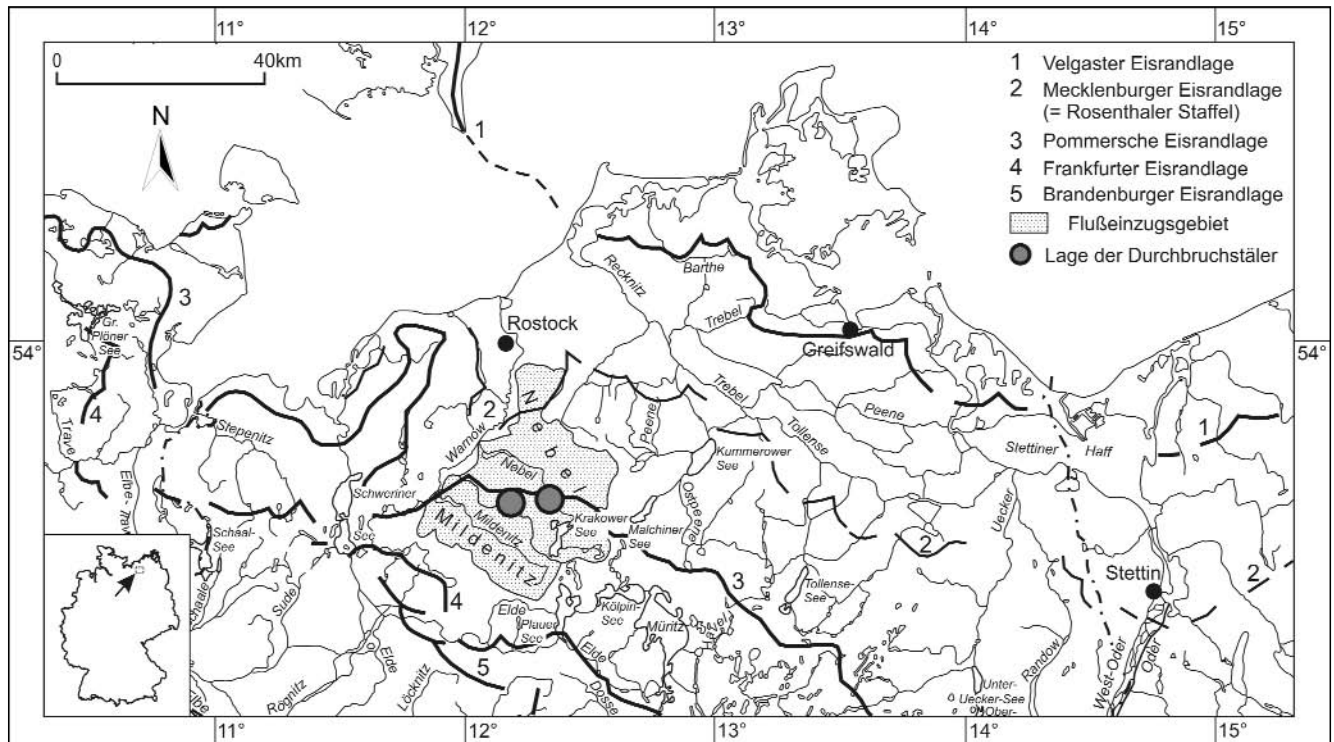 11°
12°
13°
14°
15°
0
40km
N
1
1 Velgaster Eisrandlage
2 Mecklenburger Eisrandlage
(= Rosenthaler Staffel)
3 Pommersche Eisrandlage
4 Frankfurter Eisrandlage
5 Brandenburger Eisrandlage
Flußeinzugsgebiet
Lage der Durchbruchstäler
3
Recknitz
Barthe
Trebel
Rostock
Greifswald
54°
54°
Gr.
Plöner
See
4
Trave
Stepenitz
2
Warnow
Nebel
Nebel
Peene
Trebel
Tollense
Peene
Kummerower
See
Stettiner
Haff
1
Elbe-Trave
Schaal-
See
Schweriner
See
Mildenitz
Mildenitz
Krakower
See
Malchiner
See
Ostpeene
Uecker
2
3
Tollense-
See
Stettin
2
Schaale
Sude
4
Elde
Plauer
See
Kölpin-
See
Müritz
Havel
Elde
5
Elde
Löcknitz
Rögnitz
Elbe
Dosse
Randow
Unter-
Uecker-See
Ober-
West-Oder
Oder
11°
12°
13°
14°
15°